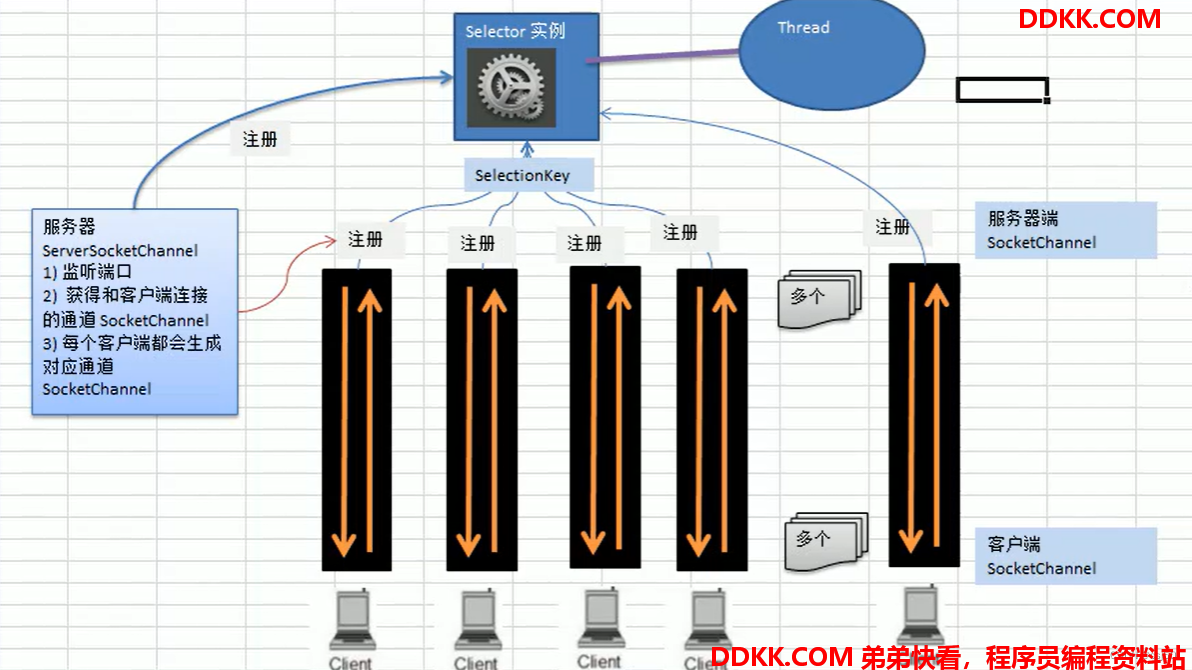 DDKK.COM
Selector 实例
Thread
注册
SelectionKey
服务器
ServerSocketChannel
1) 监听端口
2) 获得和客户端连接
的通道 SocketChannel
3) 每个客户端都会生成
对应通道
SocketChannel
注册
注册
注册
注册
注册
服务器端
SocketChannel
多个
多个
客户端
SocketChannel
Client
Client
Client
Client
DDKK.COM 弟弟快看，程序员编程资料站